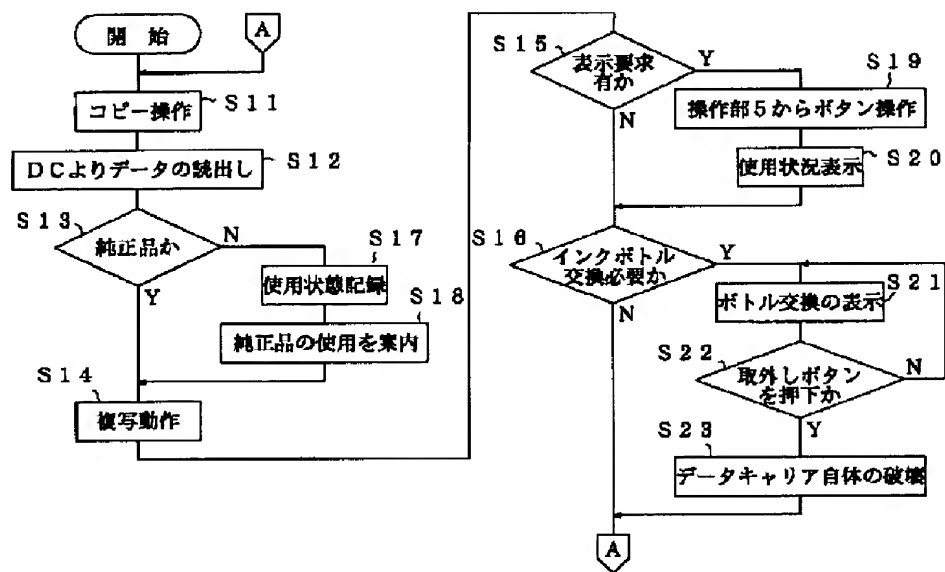 開 始
A
S11
コピー操作
S12
DCよりデータの読出し
S13
純正品か
N
Y
S17
使用状態記録
S18
純正品の使用を案内
S14
複写動作
S15
表示要求
有か
Y
N
S19
操作部5からボタン操作
S20
使用状況表示
S16
インクボトル
交換必要か
Y
N
S21
ボトル交換の表示
S22
取外しボタン
を押下か
N
Y
S23
データキャリア自体の破壊
A